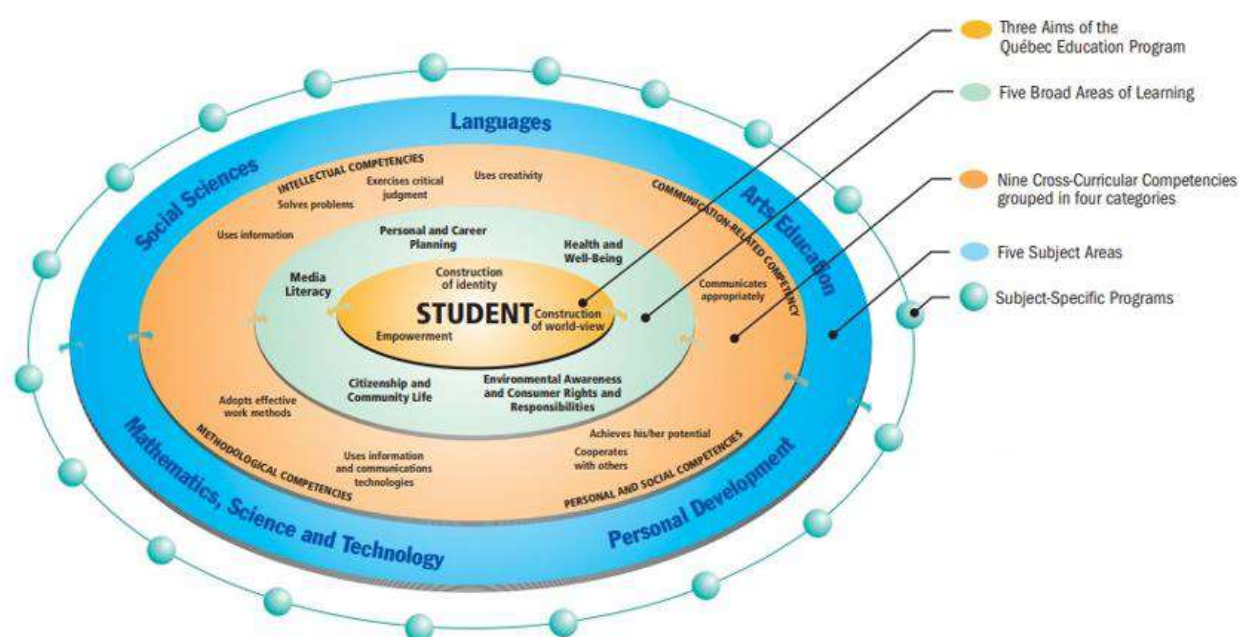 Three Aims of the
Québec Education Program
Five Broad Areas of Learning
Nine Cross-Curricular Competencies
grouped in four categories
Five Subject Areas
Subject-Specific Programs
Languages
Social Sciences
Arts Education
Mathematics, Science and Technology
Personal Development
INTELLECTUAL COMPETENCIES
Uses information
Solves problems
Exercises critical
judgment
Uses creativity
COMMUNICATION-RELATED COMPETENCY
Communicates
appropriately
METHODOLOGICAL COMPETENCIES
Adopts effective
work methods
Uses information
and communications
technologies
PERSONAL AND SOCIAL COMPETENCIES
Achieves his/her potential
Cooperates
with others
Personal and Career
Planning
Health and
Well-Being
Media
Literacy
Citizenship and
Community Life
Environmental Awareness
and Consumer Rights and
Responsibilities
Construction
of identity
STUDENT
Construction
of world-view
Empowerment